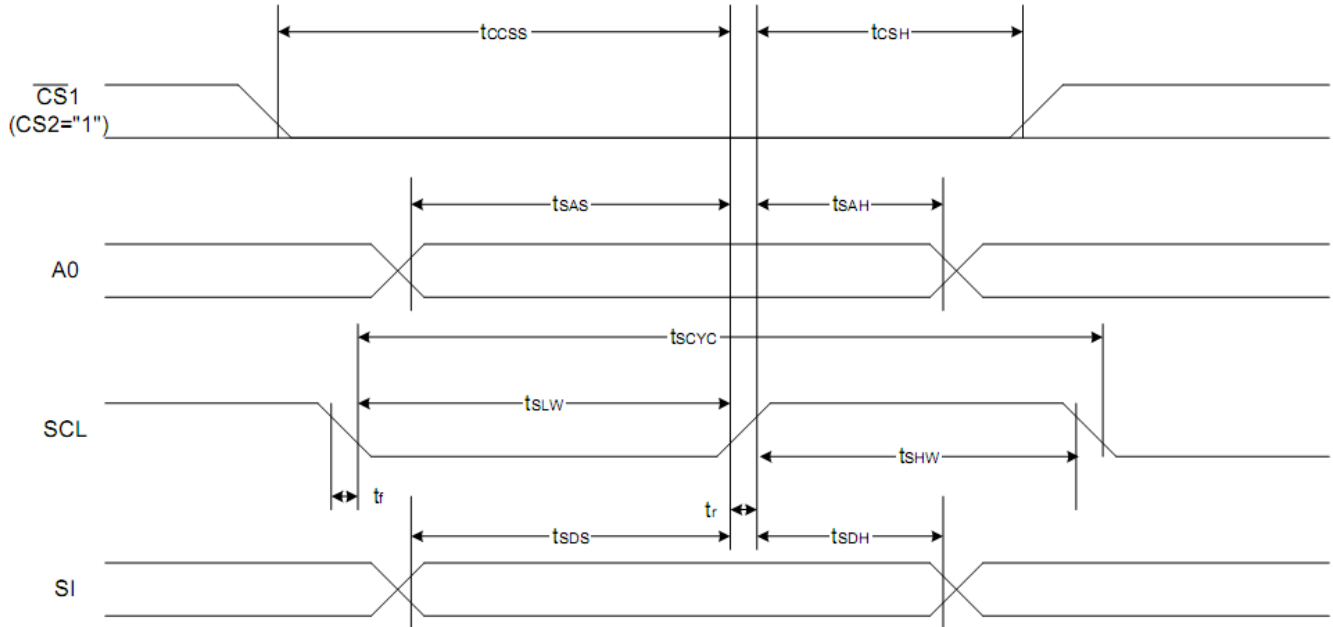 tCCSS
tCSH
CS1
(CS2="1")
tSAS
tSAH
A0
tSCYC
tSLW
SCL
tSHW
tf
tr
tSDS
tSDH
SI